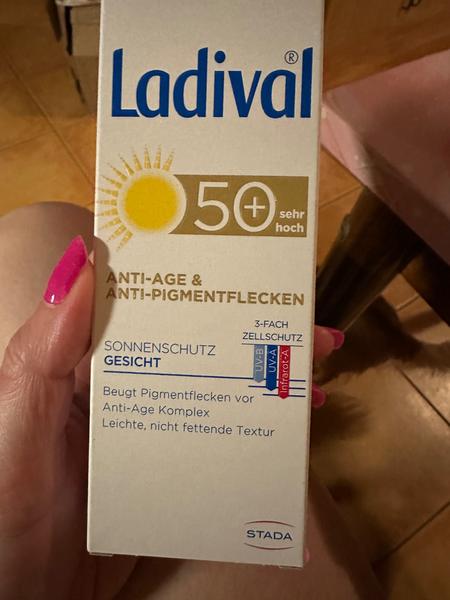 Ladival®
50+ sehr
hoch
ANTI-AGE &
ANTI-PIGMENTFLECKEN
3-FACH
ZELLSCHUTZ
SONNENSCHUTZ
GESICHT
UV-B
UV-A
Infrarot-A
Beugt Pigmentflecken vor
Anti-Age Komplex
Leichte, nicht fettende Textur
STADA